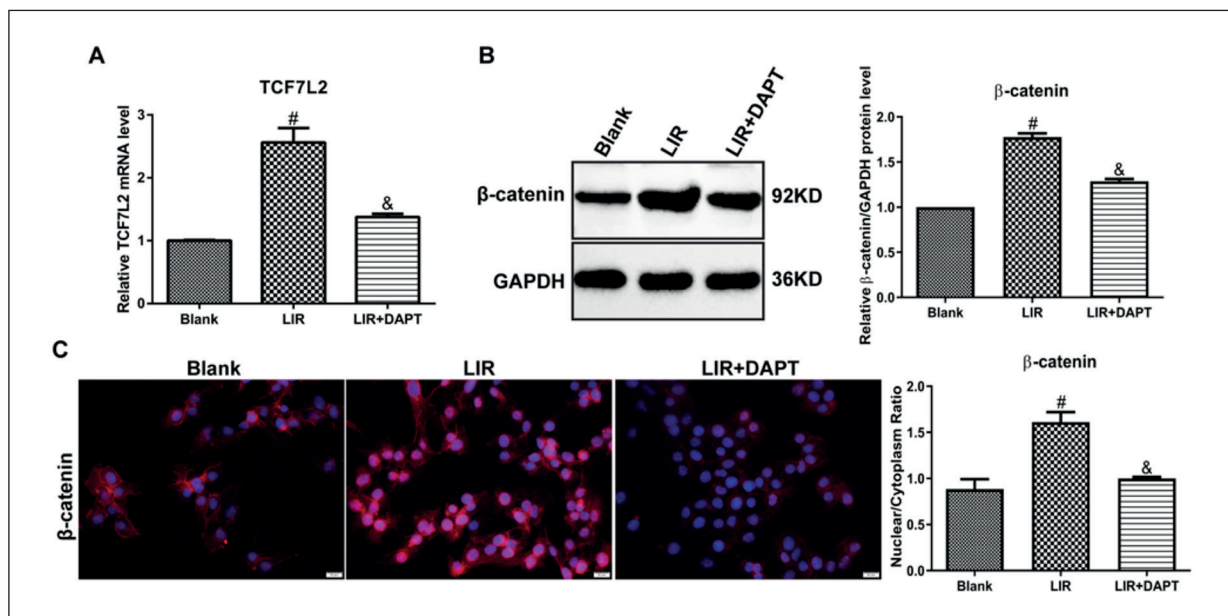 A
TCF7L2
Relative TCF7L2 mRNA level
3
2
1
0
#
&
Blank
LIR
LIR+DAPT
B
Blank
LIR
LIR+DAPT
β-catenin
92KD
GAPDH
36KD
β-catenin
Relative β-catenin/GAPDH protein level
2.0
1.5
1.0
0.5
0.0
#
&
Blank
LIR
LIR+DAPT
C
Blank
LIR
LIR+DAPT
β-catenin
β-catenin
Nuclear/Cytoplasm Ratio
2.0
1.5
1.0
0.5
0.0
#
&
Blank
LIR
LIR+DAPT